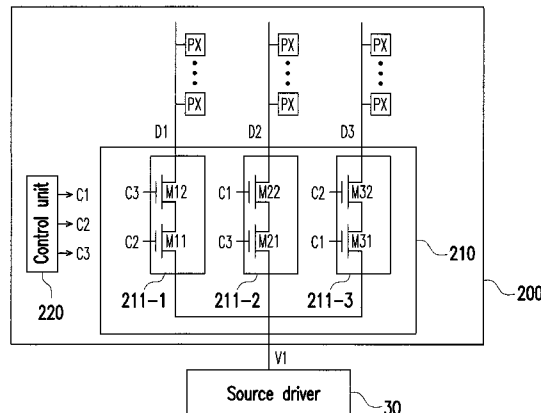 PX PX PX
PX PX PX
D1 D2 D3
Control unit
C1
C2
C3
C3 M12 C1 M22 C2 M32
C2 M11 C3 M21 C1 M31
210
211-1 211-2 211-3
220
200
V1
Source driver
30